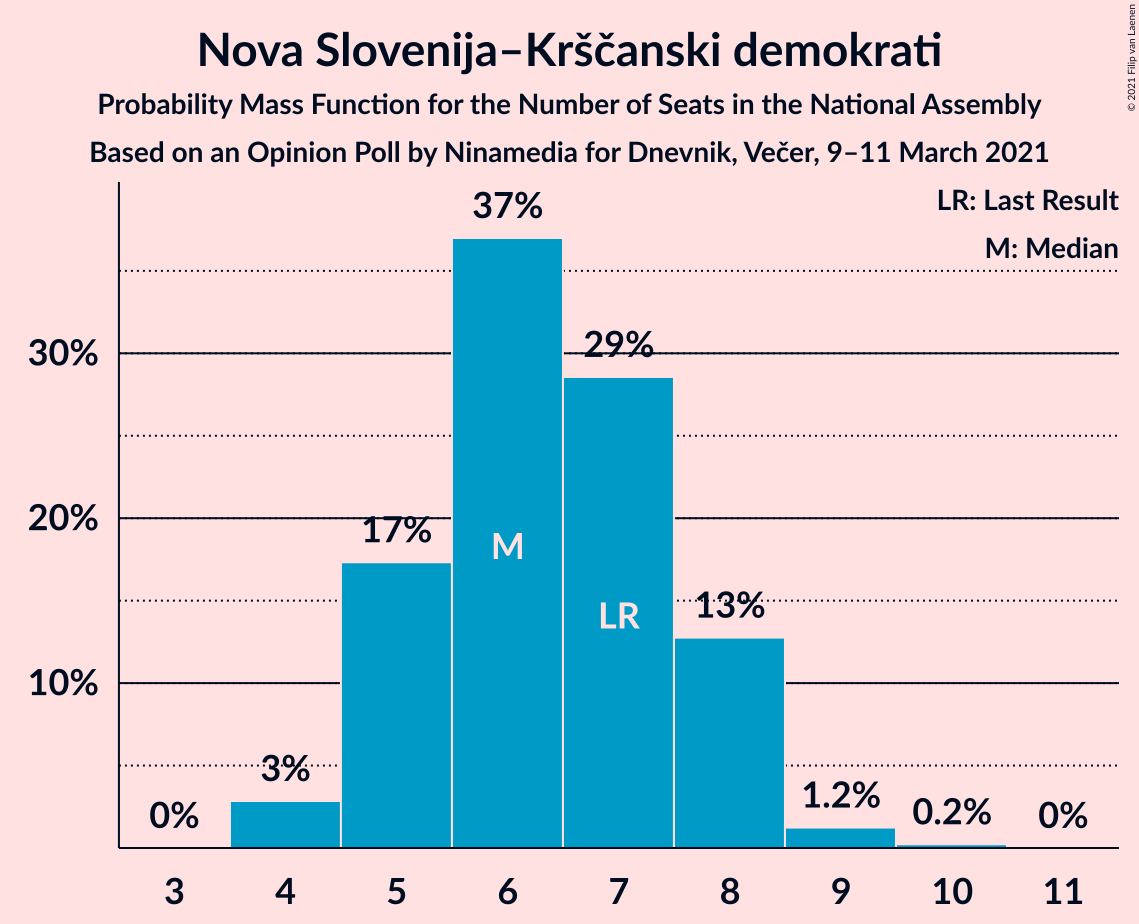 Nova Slovenija–Krščanski demokrati
Probability Mass Function for the Number of Seats in the National Assembly
Based on an Opinion Poll by Ninamedia for Dnevnik, Večer, 9–11 March 2021
© 2021 Filip van Laenen
LR: Last Result
M: Median
37%
30%
29%
20%
17%
M
13%
LR
10%
3%
1.2%
0.2%
0%
0%
3 4 5 6 7 8 9 10 11